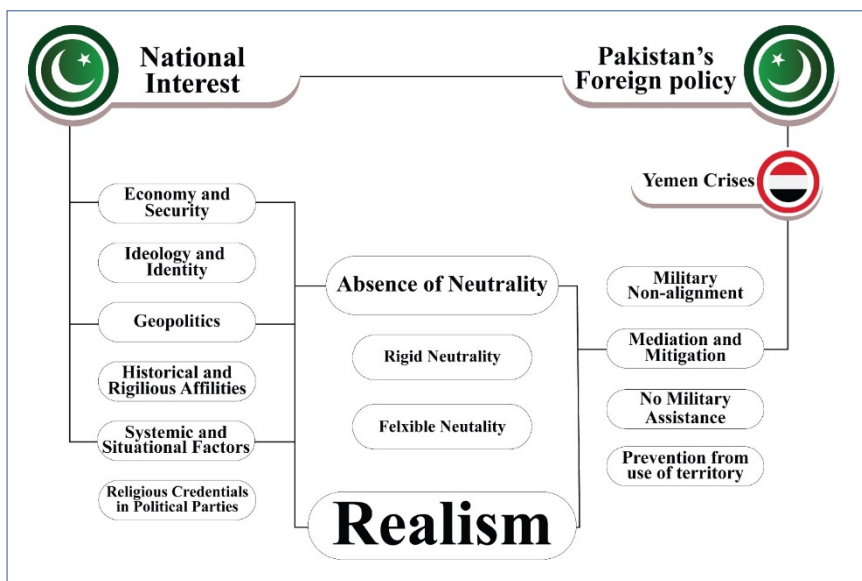 National
Interest
Pakistan's
Foreign policy
Yemen Crises
Economy and
Security
Ideology and
Identity
Geopolitics
Historical and
Rigilious Affilities
Systemic and
Situational Factors
Religious Credentials
in Political Parties
Absence of Neutrality
Rigid Neutrality
Felxible Neutality
Realism
Military
Non-alignment
Mediation and
Mitigation
No Military
Assistance
Prevention from
use of territory